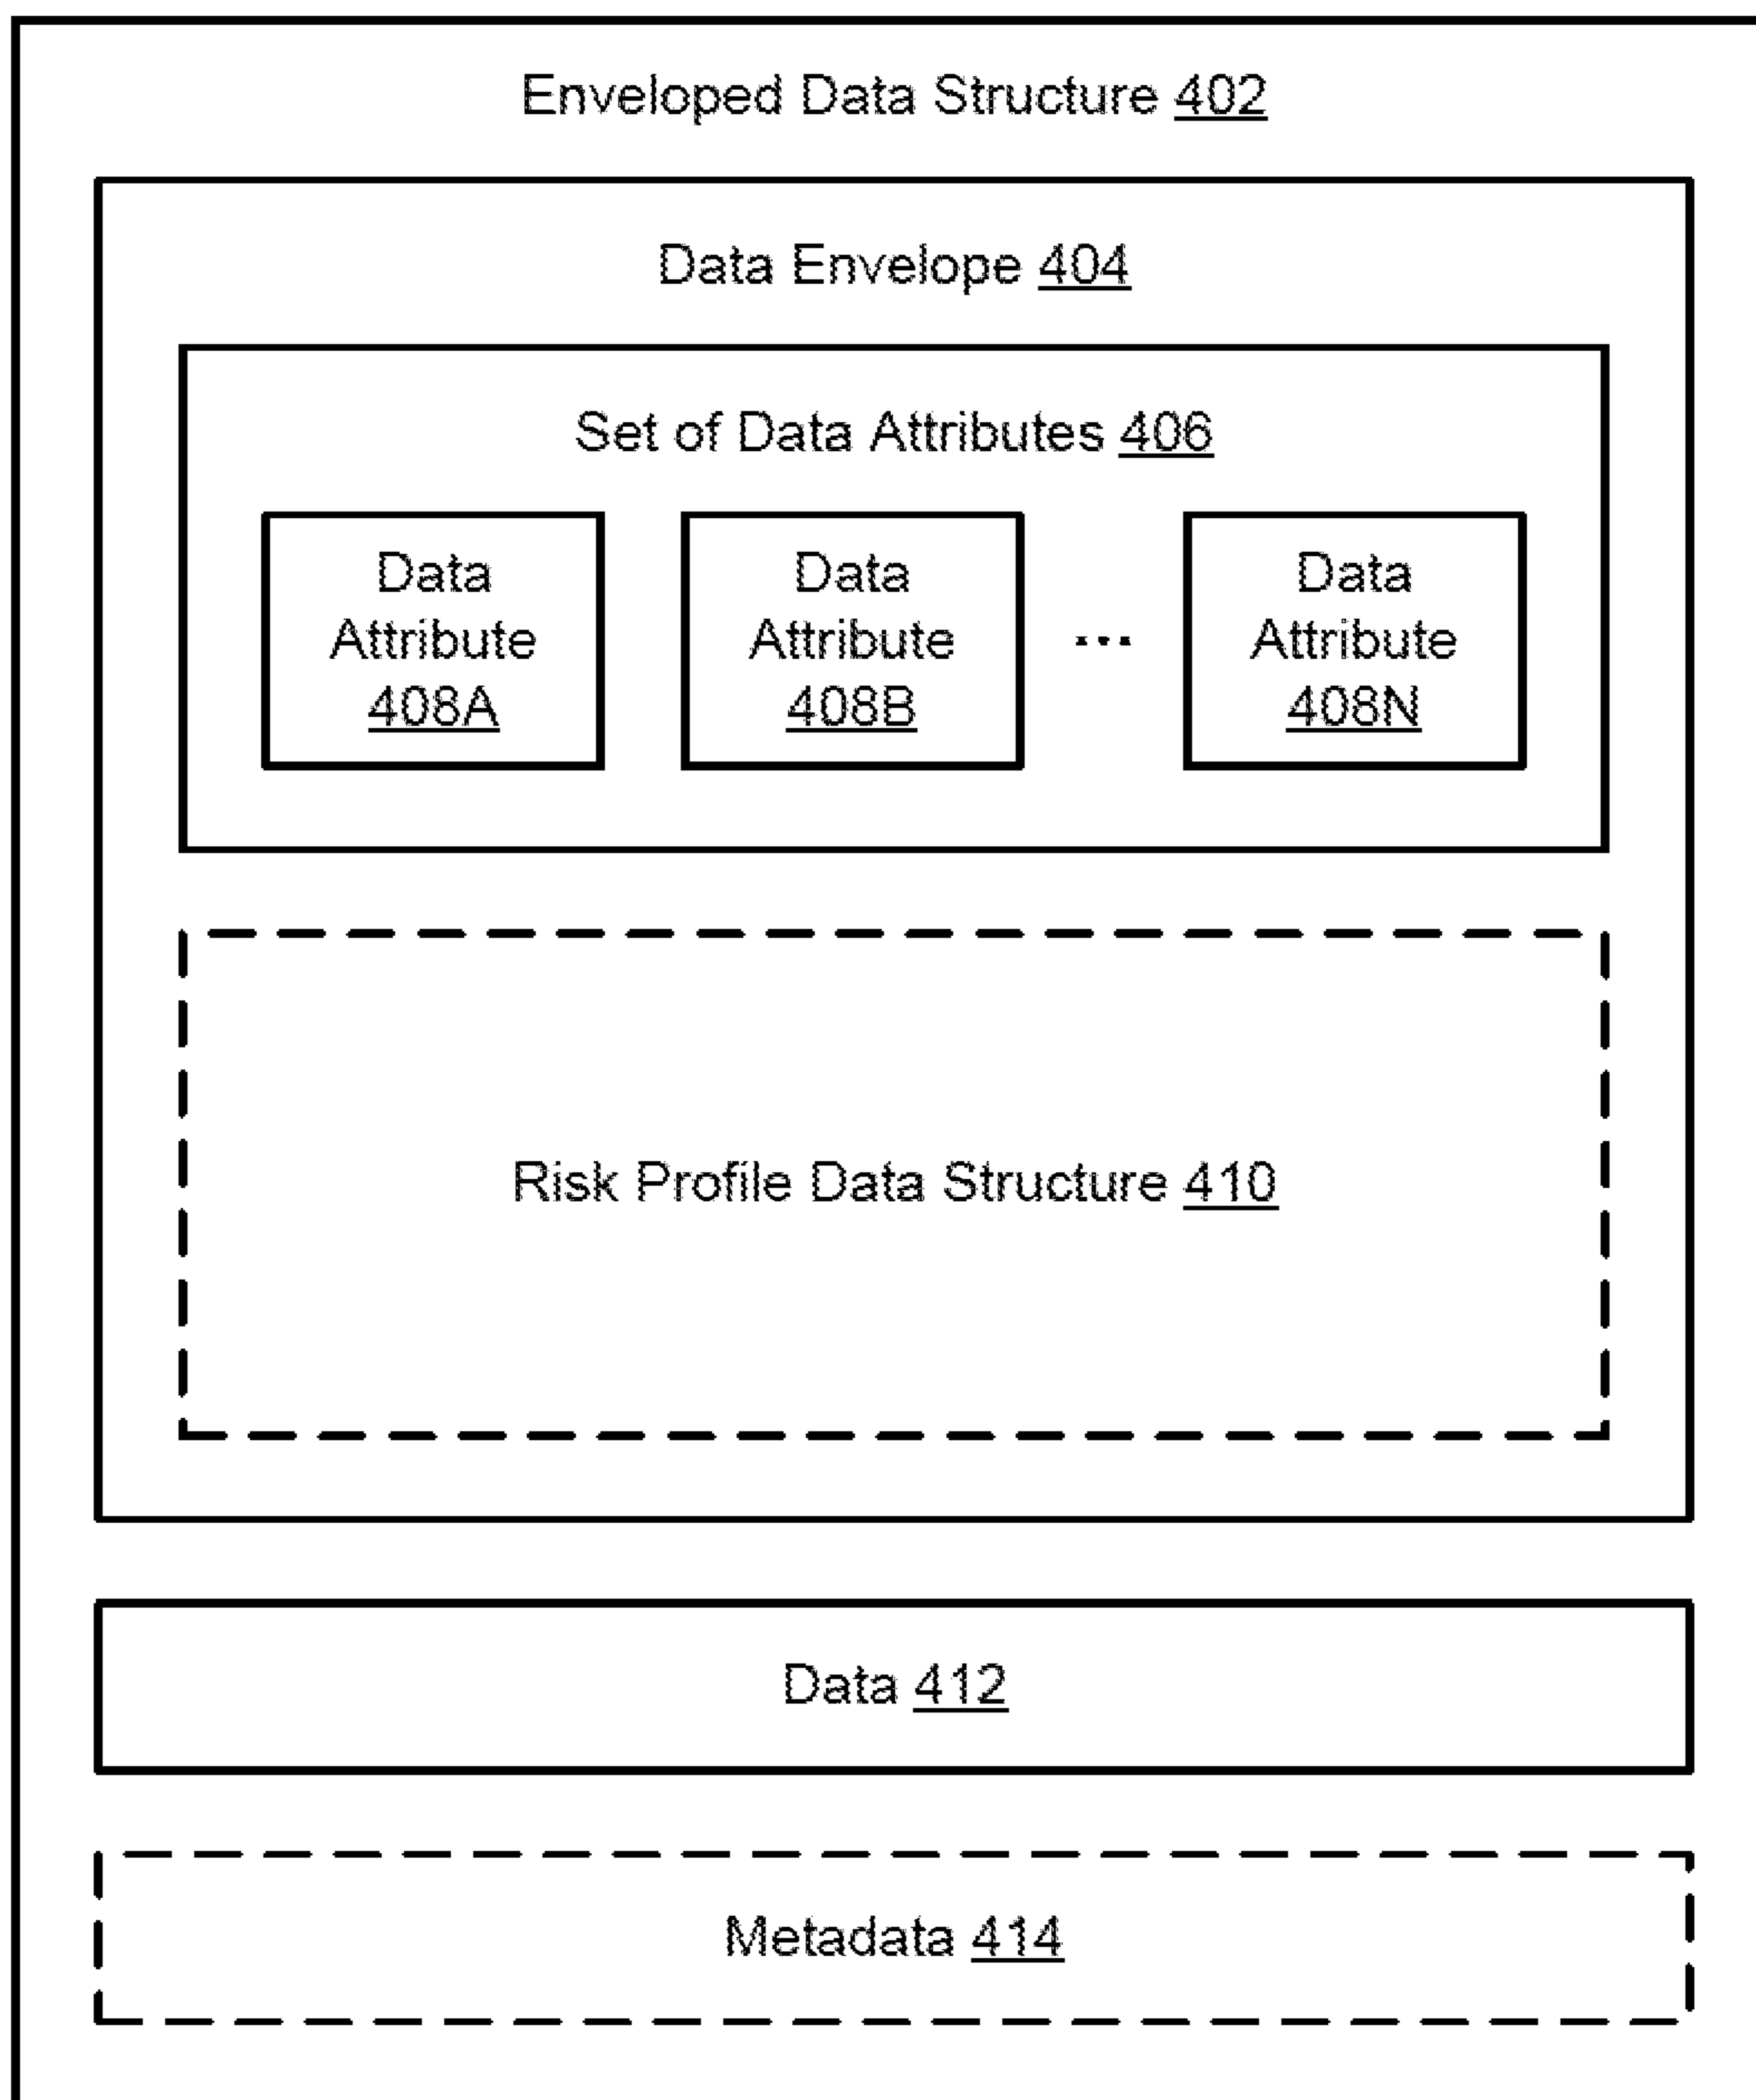 Enveloped Data Structure 402
Data Envelope 404
Set of Data Attributes 406
Data
Attribute
408A
Data
Attribute
408B
...
Data
Attribute
408N
Risk Profile Data Structure 410
Data 412
Metadata 414